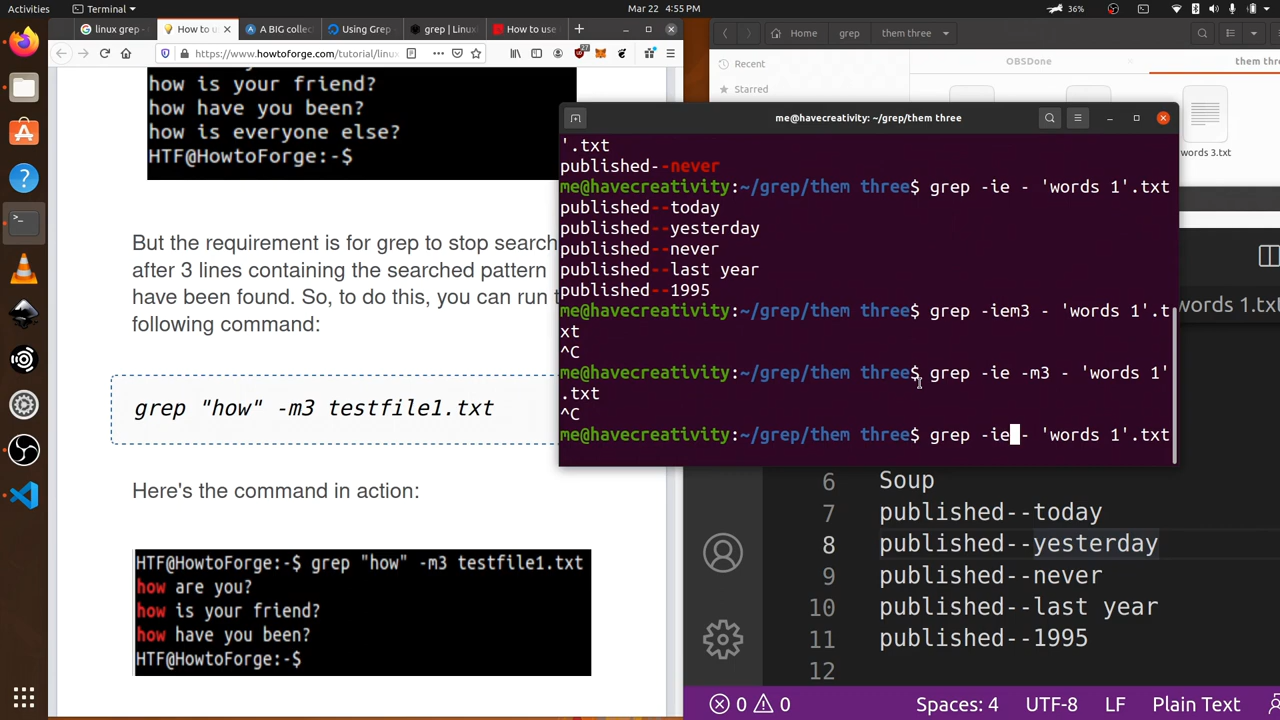 Activities
Terminal
Mar 22 4:55 PM
36%
linux grep -
How to u
A BIG collec
Using Grep
grep | Linux
How to use
https://www.howtoforge.com/tutorial/linux
how is your friend?
how have you been?
how is everyone else?
HTF@HowtoForge:-$
But the requirement is for grep to stop search
after 3 lines containing the searched pattern
have been found. So, to do this, you can run t
following command:
grep "how" -m3 testfile1.txt
Here's the command in action:
HTF@HowtoForge:-$ grep "how" -m3 testfile1.txt
how are you?
how is your friend?
how have you been?
HTF@HowtoForge:-$
Home
grep
them three
Recent
Starred
OBSDone
them three
words 3.txt
me@havecreativity: ~/grep/them three
'.txt
published--never
me@havecreativity:~/grep/them three$ grep -ie - 'words 1'.txt
published--today
published--yesterday
published--never
published--last year
published--1995
me@havecreativity:~/grep/them three$ grep -iem3 - 'words 1'.t
xt
^C
me@havecreativity:~/grep/them three$ grep -ie -m3 - 'words 1'
.txt
^C
me@havecreativity:~/grep/them three$ grep -ie - 'words 1'.txt
words 1.txt
6 Soup
7 published--today
8 published--yesterday
9 published--never
10 published--last year
11 published--1995
12
0 0
Spaces: 4
UTF-8
LF
Plain Text